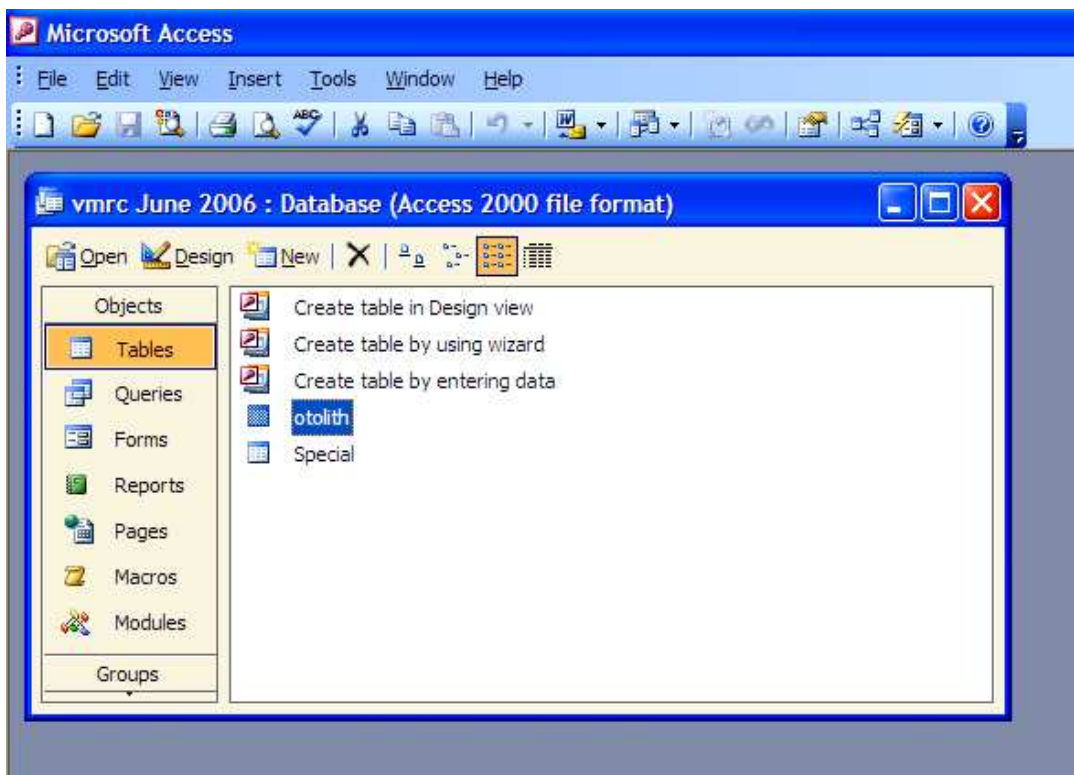 Microsoft Access
File Edit View Insert Tools Window Help
ABC W
vmrc June 2006 : Database (Access 2000 file format)
Open Design New
Objects
Tables
Queries
Forms
Reports
Pages
Macros
Modules
Groups
Create table in Design view
Create table by using wizard
Create table by entering data
otolith
Special